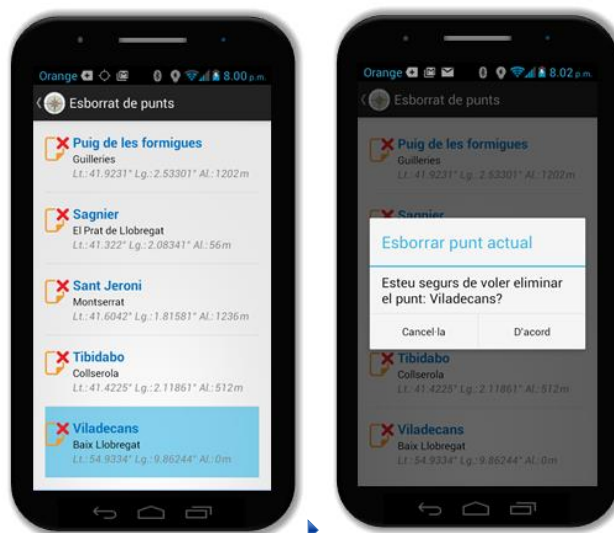 Orange 8.00 p.m.
Esborrat de punts
Puig de les formigues
Guilleries
Lt.: 41.9231° Lg.: 2.53301° Al.: 1202m
Sagnier
El Prat de Llobregat
Lt.: 41.322° Lg.: 2.08341° Al.: 56m
Sant Jeroni
Montserrat
Lt.: 41.6042° Lg.: 1.81581° Al.: 1236m
Tibidabo
Collserola
Lt.: 41.4225° Lg.: 2.11861° Al.: 512m
Viladecans
Baix Llobregat
Lt.: 54.9334° Lg.: 9.86244° Al.: 0m
Orange 8.02 p.m.
Esborrat de punts
Puig de les formigues
Guilleries
Lt.: 41.9231° Lg.: 2.53301° Al.: 1202m
Sagnier
Esborrar punt actual
Esteu segurs de voler eliminar
el punt: Viladecans?
Cancel·la D'acord
Tibidabo
Collserola
Lt.: 41.4225° Lg.: 2.11861° Al.: 512m
Viladecans
Baix Llobregat
Lt.: 54.9334° Lg.: 9.86244° Al.: 0m